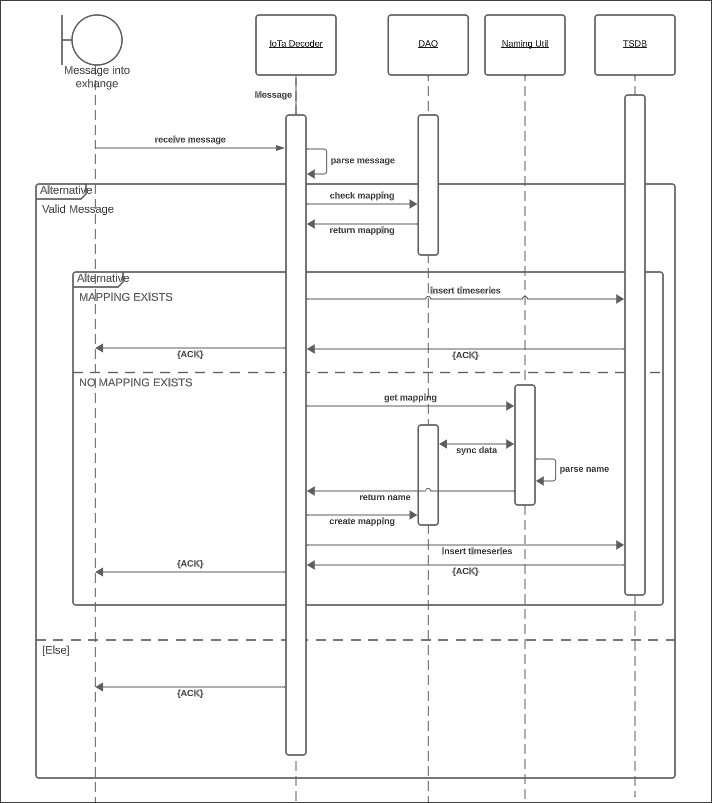 IoTa Decoder
DAO
Naming Util
TSDB
Message into
exhange
Message
receive message
parse message
Alternative
Valid Message
check mapping
return mapping
Alternative
MAPPING EXISTS
insert timeseries
{ACK}
{ACK}
NO MAPPING EXISTS
get mapping
sync data
parse name
return name
create mapping
insert timeseries
{ACK}
{ACK}
[Else]
{ACK}